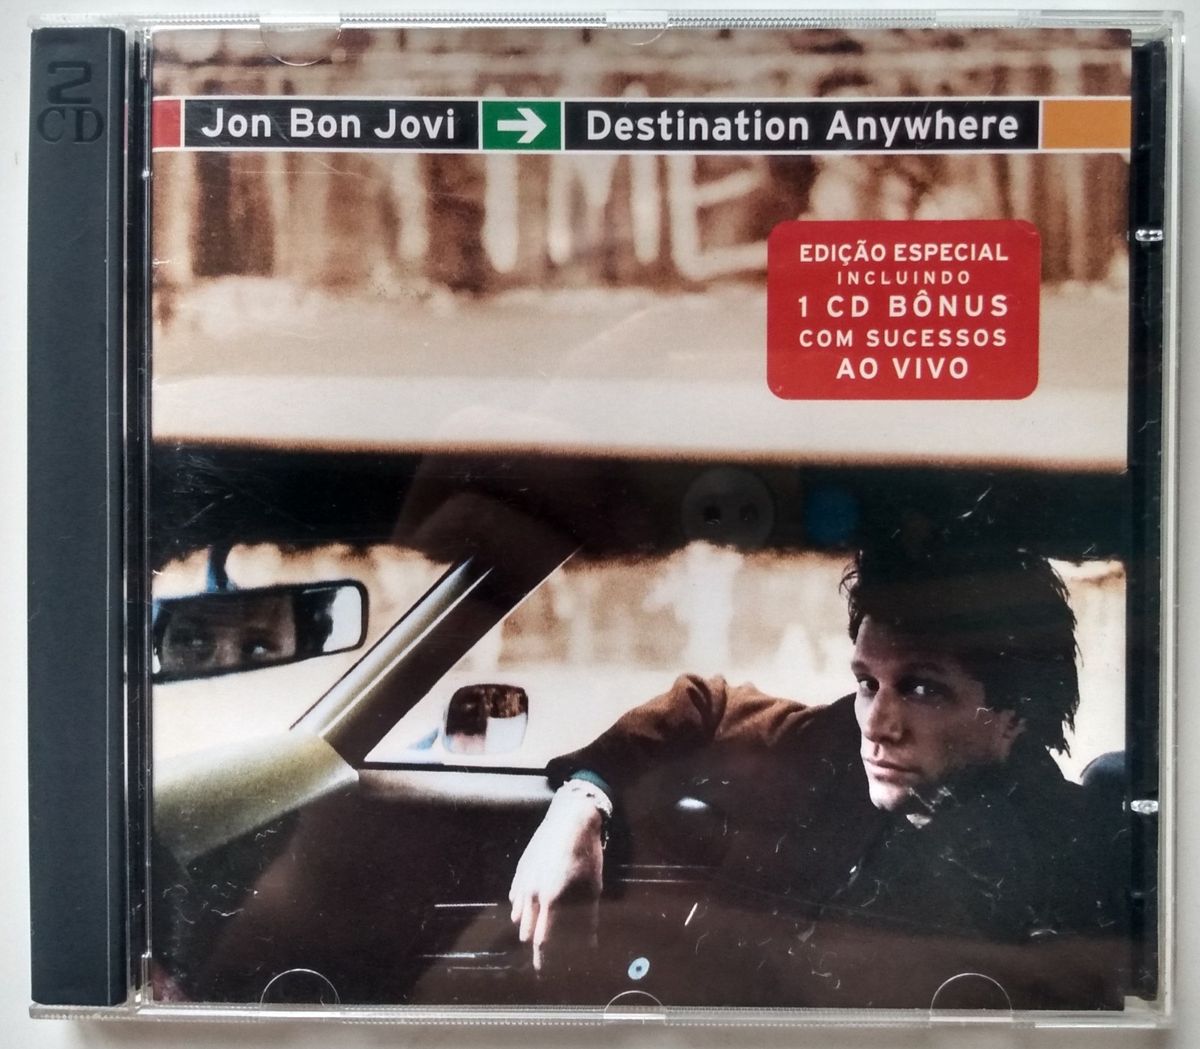 2
CD
Jon Bon Jovi → Destination Anywhere
EDIÇÃO ESPECIAL
INCLUINDO
1 CD BÔNUS
COM SUCESSOS
AO VIVO